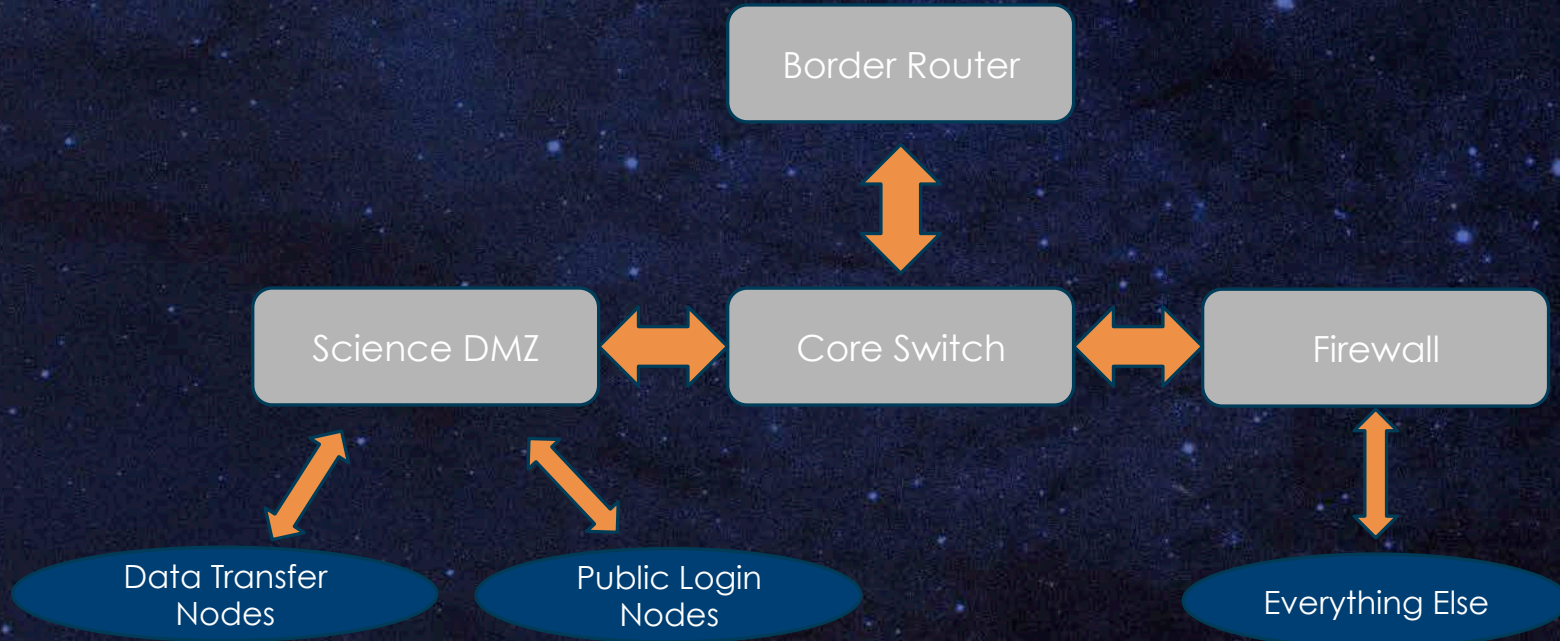 Border Router
Science DMZ
Core Switch
Firewall
Data Transfer
Nodes
Public Login
Nodes
Everything Else